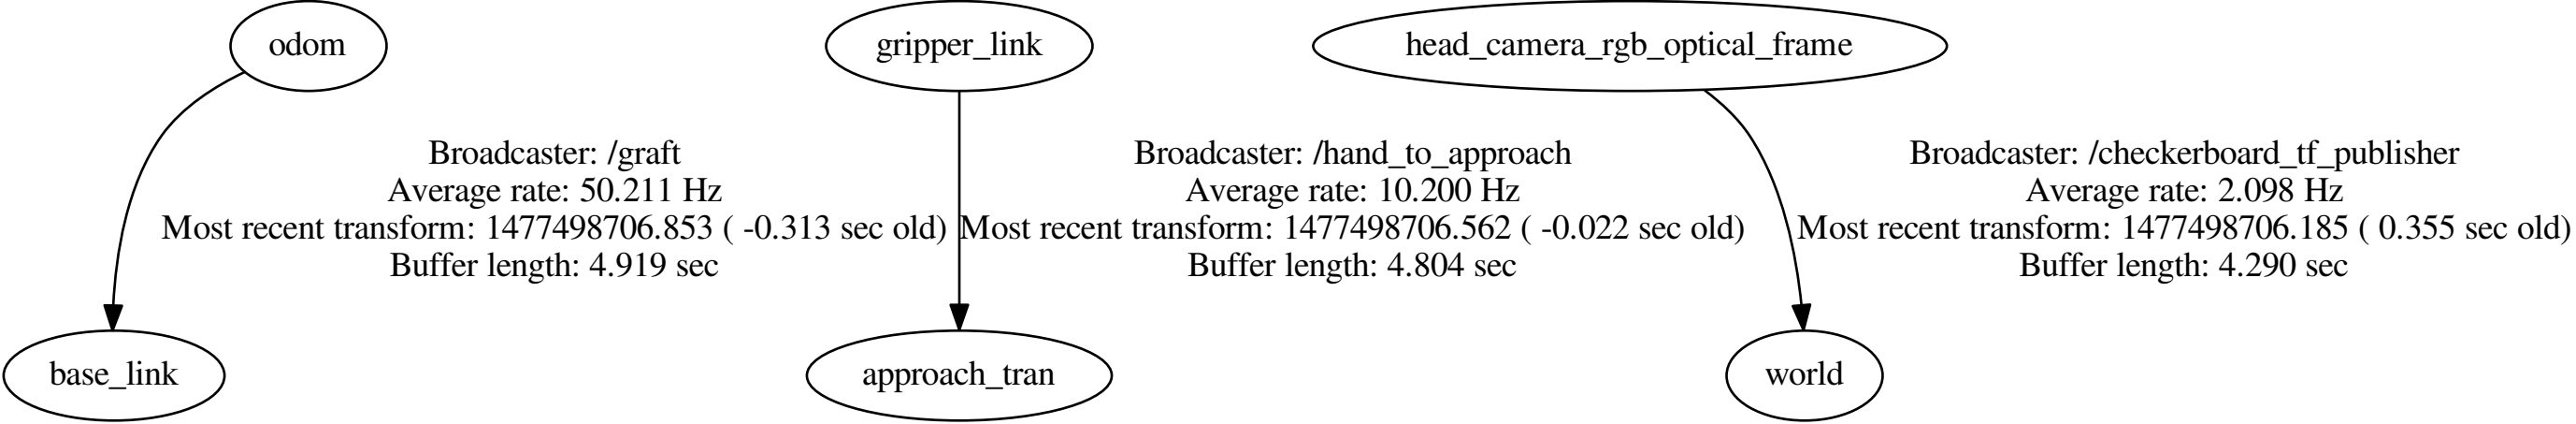 odom
gripper_link
head_camera_rgb_optical_frame
Broadcaster: /graft
Average rate: 50.211 Hz
Most recent transform: 1477498706.853 ( -0.313 sec old)
Buffer length: 4.919 sec
Broadcaster: /hand_to_approach
Average rate: 10.200 Hz
Most recent transform: 1477498706.562 ( -0.022 sec old)
Buffer length: 4.804 sec
Broadcaster: /checkerboard_tf_publisher
Average rate: 2.098 Hz
Most recent transform: 1477498706.185 ( 0.355 sec old)
Buffer length: 4.290 sec
base_link
approach_tran
world